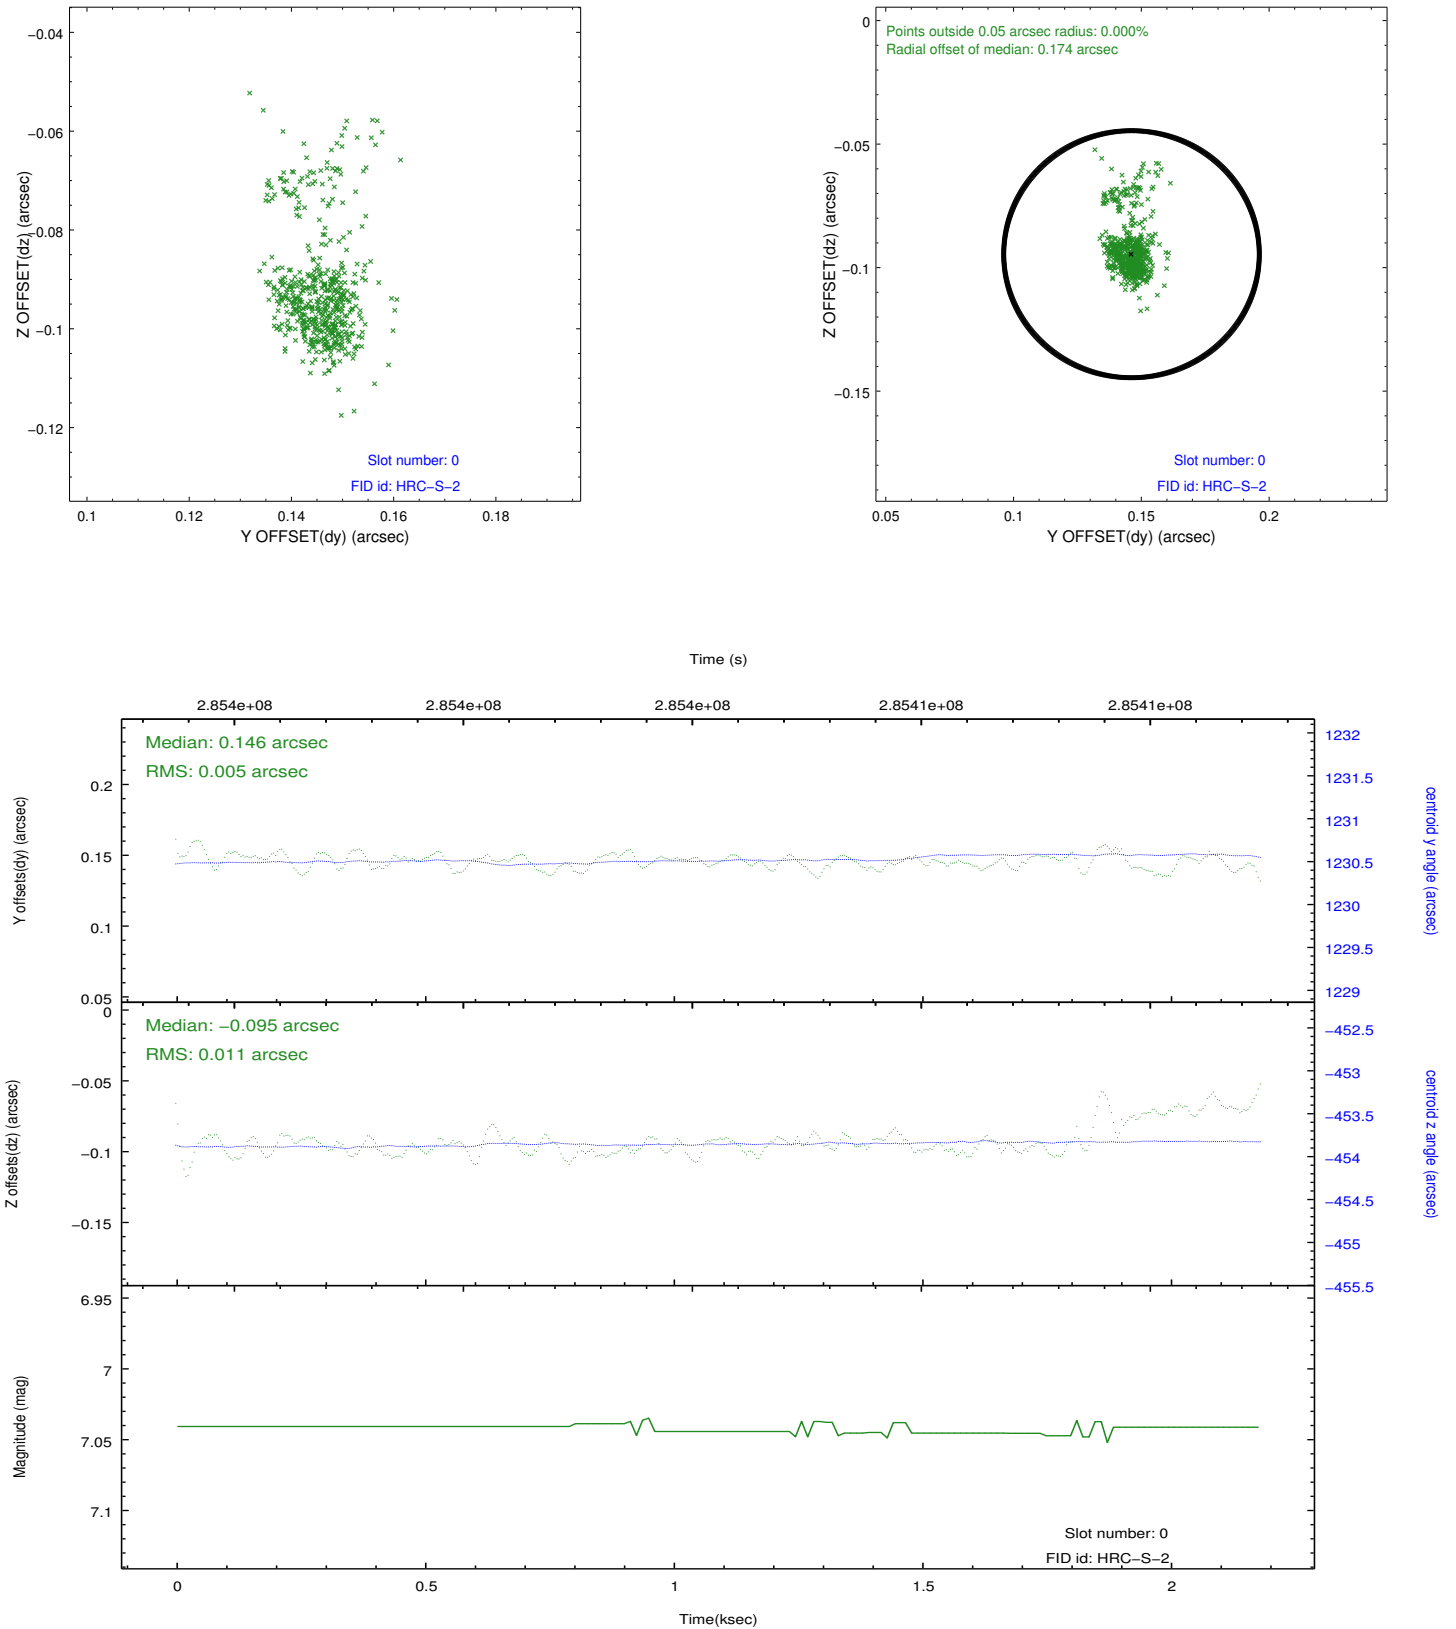 −0.04
−0.06
−0.08
−0.1
−0.12
Z OFFSET(dz) (arcsec)
Slot number: 0
FID id: HRC−S−2
0.1
0.12
0.14
0.16
0.18
Y OFFSET(dy) (arcsec)
0
−0.05
−0.1
−0.15
Z OFFSET(dz) (arcsec)
Points outside 0.05 arcsec radius: 0.000%
Radial offset of median: 0.174 arcsec
Slot number: 0
FID id: HRC−S−2
0.05
0.1
0.15
0.2
Y OFFSET(dy) (arcsec)
Time (s)
2.854e+08
2.854e+08
2.854e+08
2.8541e+08
2.8541e+08
Median: 0.146 arcsec
RMS: 0.005 arcsec
0.2
0.15
0.1
0.05
Y offsets(dy) (arcsec)
1232
1231.5
1231
1230.5
1230
1229.5
1229
centroid y angle (arcsec)
Median: −0.095 arcsec
RMS: 0.011 arcsec
0
−0.05
−0.1
−0.15
Z offsets(dz) (arcsec)
−452.5
−453
−453.5
−454
−454.5
−455
−455.5
centroid z angle (arcsec)
6.95
7
7.05
7.1
Magnitude (mag)
Slot number: 0
FID id: HRC−S−2
0
0.5
1
1.5
2
Time(ksec)